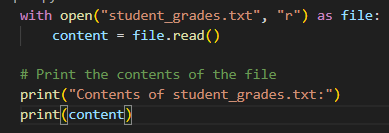 with open("student_grades.txt", "r") as file:
    content = file.read()

# Print the contents of the file
print("Contents of student_grades.txt:")
print(content)